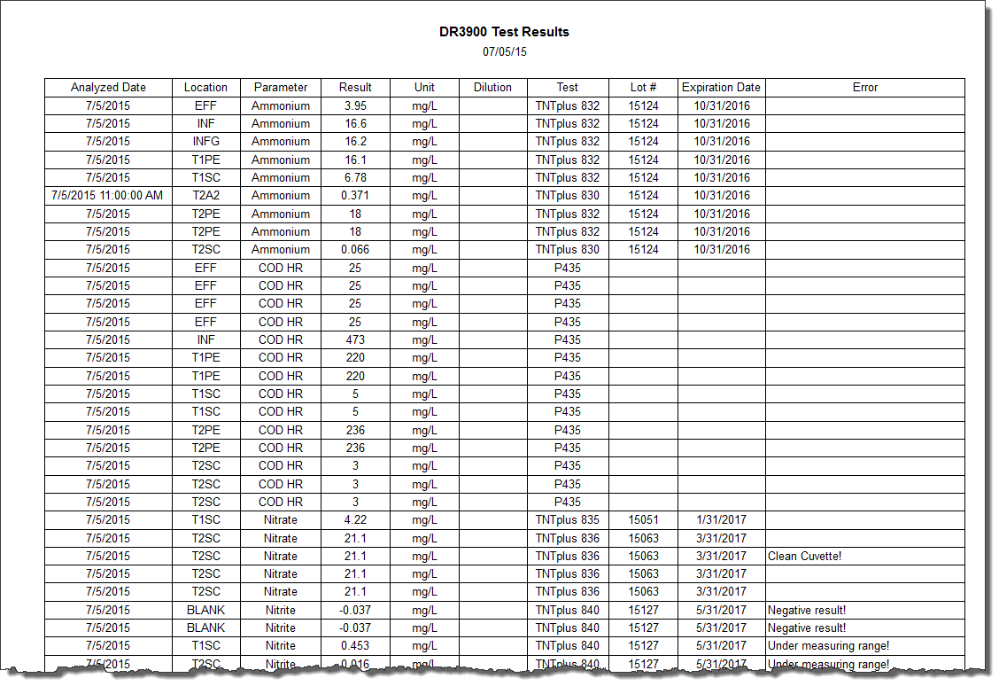 DR3900 Test Results
07/05/15
Analyzed Date Location Parameter Result Unit Dilution Test Lot # Expiration Date Error
7/5/2015 EFF Ammonium 3.95 mg/L TNTplus 832 15124 10/31/2016
7/5/2015 INF Ammonium 16.6 mg/L TNTplus 832 15124 10/31/2016
7/5/2015 INFG Ammonium 16.2 mg/L TNTplus 832 15124 10/31/2016
7/5/2015 T1PE Ammonium 16.1 mg/L TNTplus 832 15124 10/31/2016
7/5/2015 T1SC Ammonium 6.78 mg/L TNTplus 832 15124 10/31/2016
7/5/2015 11:00:00 AM T2A2 Ammonium 0.371 mg/L TNTplus 830 15124 10/31/2016
7/5/2015 T2PE Ammonium 18 mg/L TNTplus 832 15124 10/31/2016
7/5/2015 T2PE Ammonium 18 mg/L TNTplus 832 15124 10/31/2016
7/5/2015 T2SC Ammonium 0.066 mg/L TNTplus 830 15124 10/31/2016
7/5/2015 EFF COD HR 25 mg/L P435
7/5/2015 EFF COD HR 25 mg/L P435
7/5/2015 EFF COD HR 25 mg/L P435
7/5/2015 EFF COD HR 25 mg/L P435
7/5/2015 INF COD HR 473 mg/L P435
7/5/2015 T1PE COD HR 220 mg/L P435
7/5/2015 T1PE COD HR 220 mg/L P435
7/5/2015 T1SC COD HR 5 mg/L P435
7/5/2015 T1SC COD HR 5 mg/L P435
7/5/2015 T2PE COD HR 236 mg/L P435
7/5/2015 T2PE COD HR 236 mg/L P435
7/5/2015 T2SC COD HR 3 mg/L P435
7/5/2015 T2SC COD HR 3 mg/L P435
7/5/2015 T2SC COD HR 3 mg/L P435
7/5/2015 T1SC Nitrate 4.22 mg/L TNTplus 835 15051 1/31/2017
7/5/2015 T2SC Nitrate 21.1 mg/L TNTplus 836 15063 3/31/2017
7/5/2015 T2SC Nitrate 21.1 mg/L TNTplus 836 15063 3/31/2017 Clean Cuvette!
7/5/2015 T2SC Nitrate 21.1 mg/L TNTplus 836 15063 3/31/2017
7/5/2015 T2SC Nitrate 21.1 mg/L TNTplus 836 15063 3/31/2017
7/5/2015 BLANK Nitrite -0.037 mg/L TNTplus 840 15127 5/31/2017 Negative result!
7/5/2015 BLANK Nitrite -0.037 mg/L TNTplus 840 15127 5/31/2017 Negative result!
7/5/2015 T1SC Nitrite 0.453 mg/L TNTplus 840 15127 5/31/2017 Under measuring range!
7/5/2015 T2SC Nitrite 0.016 mg/L TNTplus 840 15127 5/31/2017 Under measuring range!